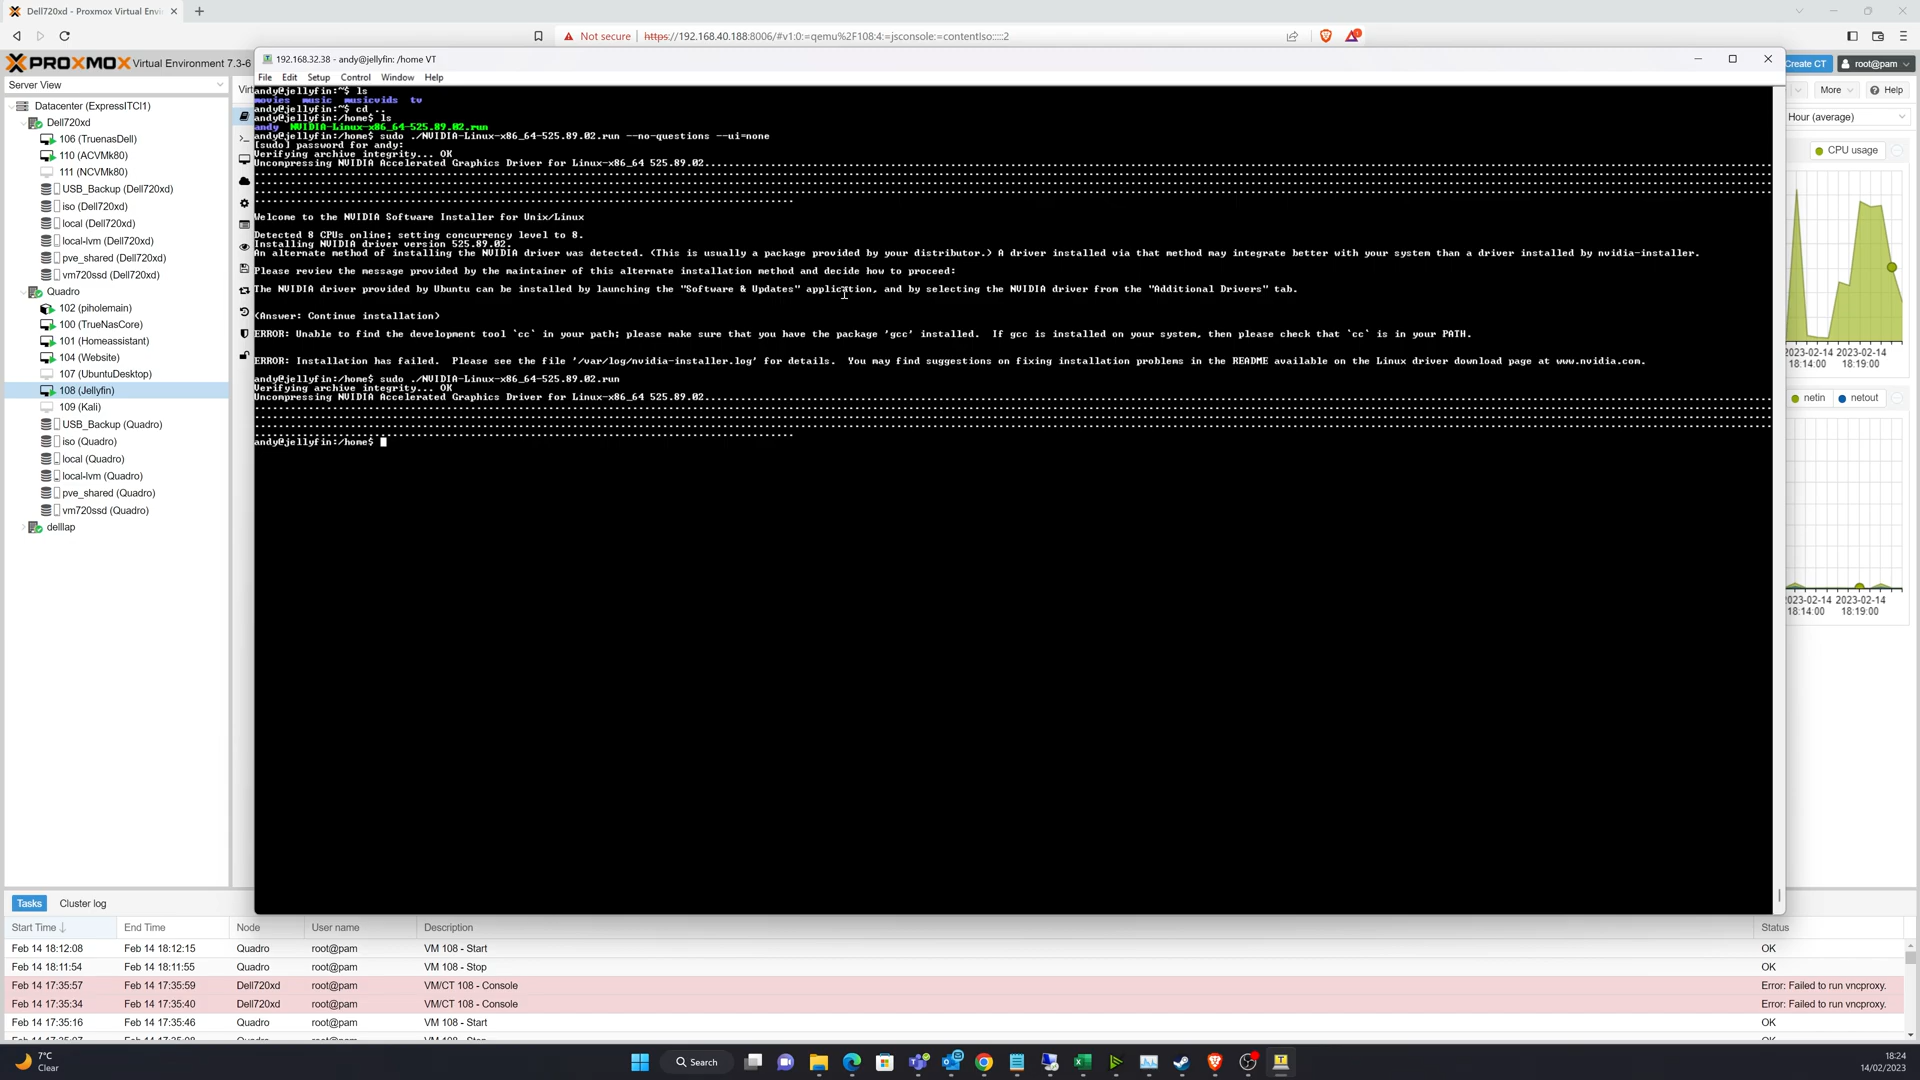 Dell720xd - Proxmox Virtual Envi
Not secure
https://192.168.40.188:8006/#v1:0:=qemu%2F108:4:=jsconsole:=contentIso:::::2
PROXMOX Virtual Environment 7.3-6
Create CT
root@pam
Server View
Virt
More
Help
Hour (average)
Datacenter (ExpressITCl1)
Dell720xd
106 (TruenasDell)
110 (ACVMk80)
111 (NCVMk80)
USB_Backup (Dell720xd)
iso (Dell720xd)
local (Dell720xd)
local-lvm (Dell720xd)
pve_shared (Dell720xd)
vm720ssd (Dell720xd)
Quadro
102 (piholemain)
100 (TrueNasCore)
101 (Homeassistant)
104 (Website)
107 (UbuntuDesktop)
108 (Jellyfin)
109 (Kali)
USB_Backup (Quadro)
iso (Quadro)
local (Quadro)
local-lvm (Quadro)
pve_shared (Quadro)
vm720ssd (Quadro)
delllap
192.168.32.38 - andy@jellyfin: /home VT
File Edit Setup Control Window Help
andy@jellyfin:~$ ls
movies music musicvids tv
andy@jellyfin:~$ cd ..
andy@jellyfin:/home$ ls
andy NVIDIA-Linux-x86_64-525.89.02.run
andy@jellyfin:/home$ sudo ./NVIDIA-Linux-x86_64-525.89.02.run --no-questions --ui=none
[sudo] password for andy:
Verifying archive integrity... OK
Uncompressing NVIDIA Accelerated Graphics Driver for Linux-x86_64 525.89.02
Welcome to the NVIDIA Software Installer for Unix/Linux
Detected 8 CPUs online; setting concurrency level to 8.
Installing NVIDIA driver version 525.89.02.
An alternate method of installing the NVIDIA driver was detected. (This is usually a package provided by your distributor.) A driver installed via that method may integrate better with your system than a driver installed by nvidia-installer.
Please review the message provided by the maintainer of this alternate installation method and decide how to proceed:
The NVIDIA driver provided by Ubuntu can be installed by launching the "Software & Updates" application, and by selecting the NVIDIA driver from the "Additional Drivers" tab.
(Answer: Continue installation)
ERROR: Unable to find the development tool `cc` in your path; please make sure that you have the package 'gcc' installed.  If gcc is installed on your system, then please check that `cc` is in your PATH.
ERROR: Installation has failed.  Please see the file '/var/log/nvidia-installer.log' for details.  You may find suggestions on fixing installation problems in the README available on the Linux driver download page at www.nvidia.com.
andy@jellyfin:/home$ sudo ./NVIDIA-Linux-x86_64-525.89.02.run
Verifying archive integrity... OK
Uncompressing NVIDIA Accelerated Graphics Driver for Linux-x86_64 525.89.02
andy@jellyfin:/home$
CPU usage
2023-02-14 2023-02-14
18:14:00 18:19:00
netin netout
2023-02-14 2023-02-14
18:14:00 18:19:00
Tasks Cluster log
Start Time End Time Node User name Description Status
Feb 14 18:12:08 Feb 14 18:12:15 Quadro root@pam VM 108 - Start OK
Feb 14 18:11:54 Feb 14 18:11:55 Quadro root@pam VM 108 - Stop OK
Feb 14 17:35:57 Feb 14 17:35:59 Dell720xd root@pam VM/CT 108 - Console Error: Failed to run vncproxy.
Feb 14 17:35:34 Feb 14 17:35:40 Dell720xd root@pam VM/CT 108 - Console Error: Failed to run vncproxy.
Feb 14 17:35:16 Feb 14 17:35:46 Quadro root@pam VM 108 - Start OK
7°C
Clear
Search
18:24
14/02/2023